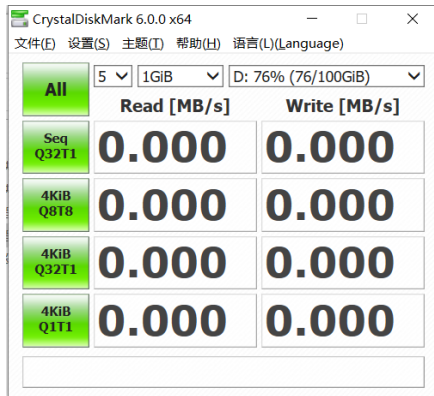 CrystalDiskMark 6.0.0 x64
文件(F) 设置(S) 主题(T) 帮助(H) 语言(L)(Language)
All 5 1GiB D: 76% (76/100GiB)
Read [MB/s] Write [MB/s]
Seq
Q32T1 0.000 0.000
4KiB
Q8T8 0.000 0.000
4KiB
Q32T1 0.000 0.000
4KiB
Q1T1 0.000 0.000